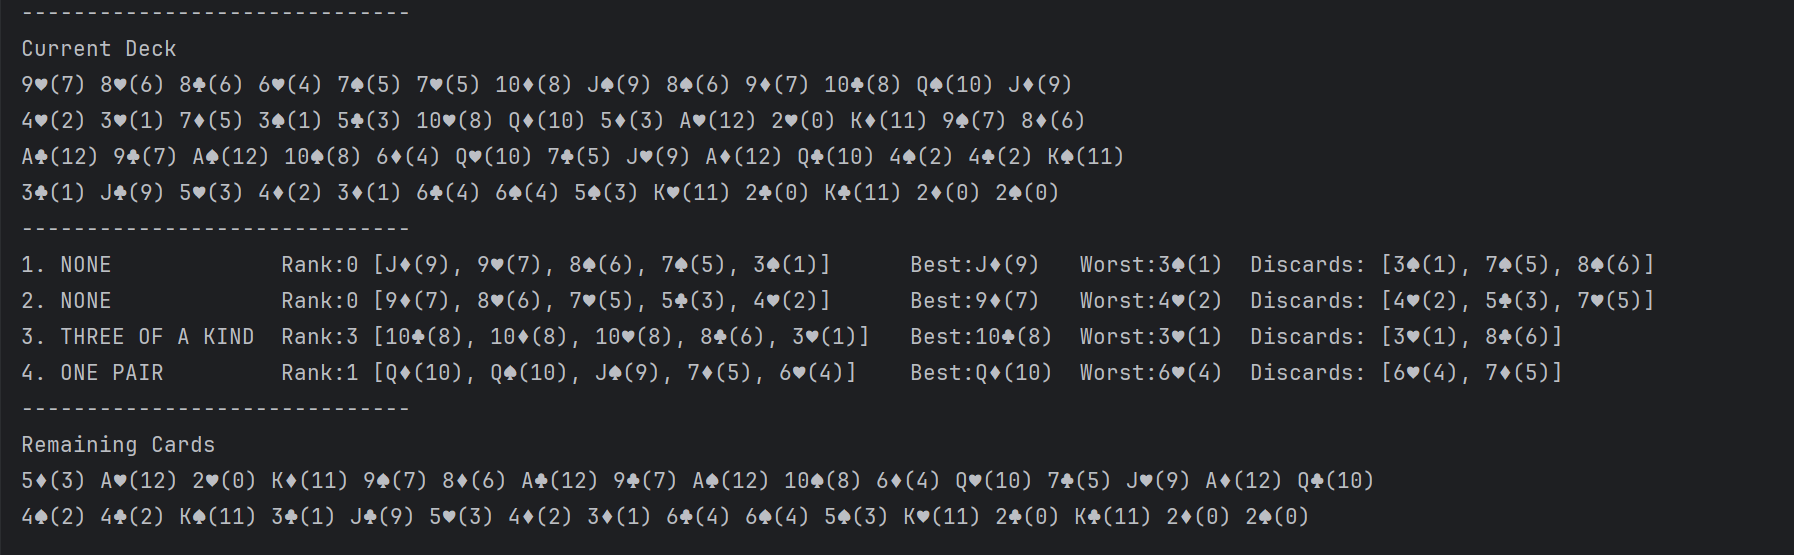 ------------------------------
Current Deck
9♥(7) 8♥(6) 8♣(6) 6♥(4) 7♠(5) 7♥(5) 10♦(8) J♠(9) 8♠(6) 9♦(7) 10♣(8) Q♠(10) J♦(9)
4♥(2) 3♥(1) 7♦(5) 3♠(1) 5♣(3) 10♥(8) Q♦(10) 5♦(3) A♥(12) 2♥(0) K♦(11) 9♠(7) 8♦(6)
A♣(12) 9♣(7) A♠(12) 10♠(8) 6♦(4) Q♥(10) 7♣(5) J♥(9) A♦(12) Q♣(10) 4♠(2) 4♣(2) K♠(11)
3♣(1) J♣(9) 5♥(3) 4♦(2) 3♦(1) 6♣(4) 6♠(4) 5♠(3) K♥(11) 2♣(0) K♣(11) 2♦(0) 2♠(0)
------------------------------
1. NONE             Rank:0 [J♦(9), 9♥(7), 8♠(6), 7♠(5), 3♠(1)]      Best:J♦(9)   Worst:3♠(1)  Discards: [3♠(1), 7♠(5), 8♠(6)]
2. NONE             Rank:0 [9♦(7), 8♥(6), 7♥(5), 5♣(3), 4♥(2)]      Best:9♦(7)   Worst:4♥(2)  Discards: [4♥(2), 5♣(3), 7♥(5)]
3. THREE OF A KIND  Rank:3 [10♣(8), 10♦(8), 10♥(8), 8♣(6), 3♥(1)]   Best:10♣(8)  Worst:3♥(1)  Discards: [3♥(1), 8♣(6)]
4. ONE PAIR         Rank:1 [Q♦(10), Q♠(10), J♠(9), 7♦(5), 6♥(4)]    Best:Q♦(10)  Worst:6♥(4)  Discards: [6♥(4), 7♦(5)]
------------------------------
Remaining Cards
5♦(3) A♥(12) 2♥(0) K♦(11) 9♠(7) 8♦(6) A♣(12) 9♣(7) A♠(12) 10♠(8) 6♦(4) Q♥(10) 7♣(5) J♥(9) A♦(12) Q♣(10)
4♠(2) 4♣(2) K♠(11) 3♣(1) J♣(9) 5♥(3) 4♦(2) 3♦(1) 6♣(4) 6♠(4) 5♠(3) K♥(11) 2♣(0) K♣(11) 2♦(0) 2♠(0)